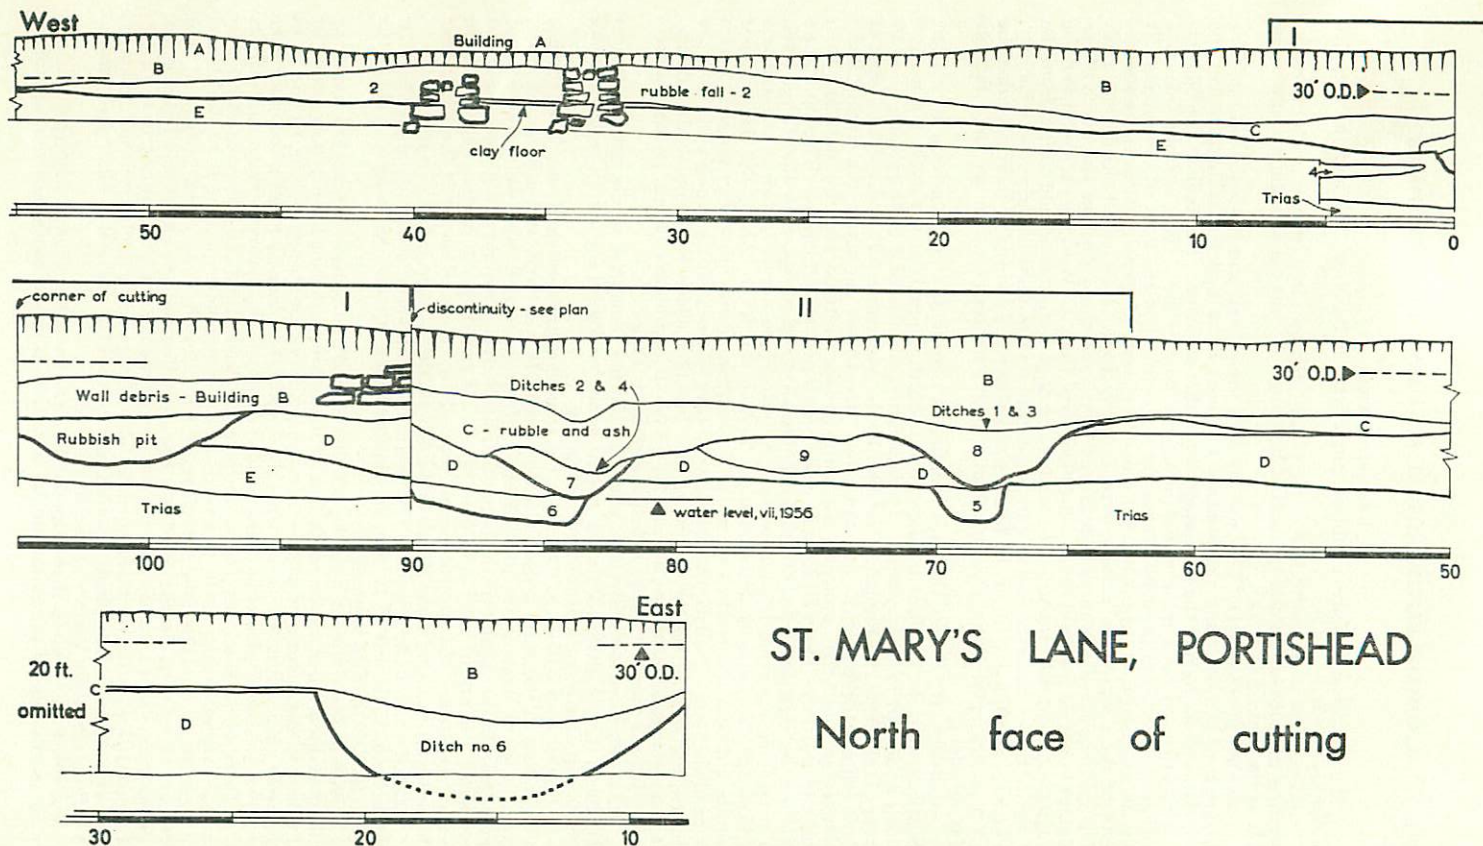 West
Building A
I
A
B
2
rubble fall - 2
B
30' O.D.
E
clay floor
C
E
4
Trias
50 40 30 20 10 0
corner of cutting
I
discontinuity - see plan
II
Ditches 2 & 4
B
30' O.D.
Wall debris - Building B
Ditches 1 & 3
C - rubble and ash
C
Rubbish pit
D
D
D
9
D
8
D
E
7
6
5
Trias
water level, vii, 1956
Trias
100 90 80 70 60 50
East
20 ft.
omitted
C
B
30' O.D.
D
Ditch no. 6
30 20 10
ST. MARY'S LANE, PORTISHEAD
North face of cutting